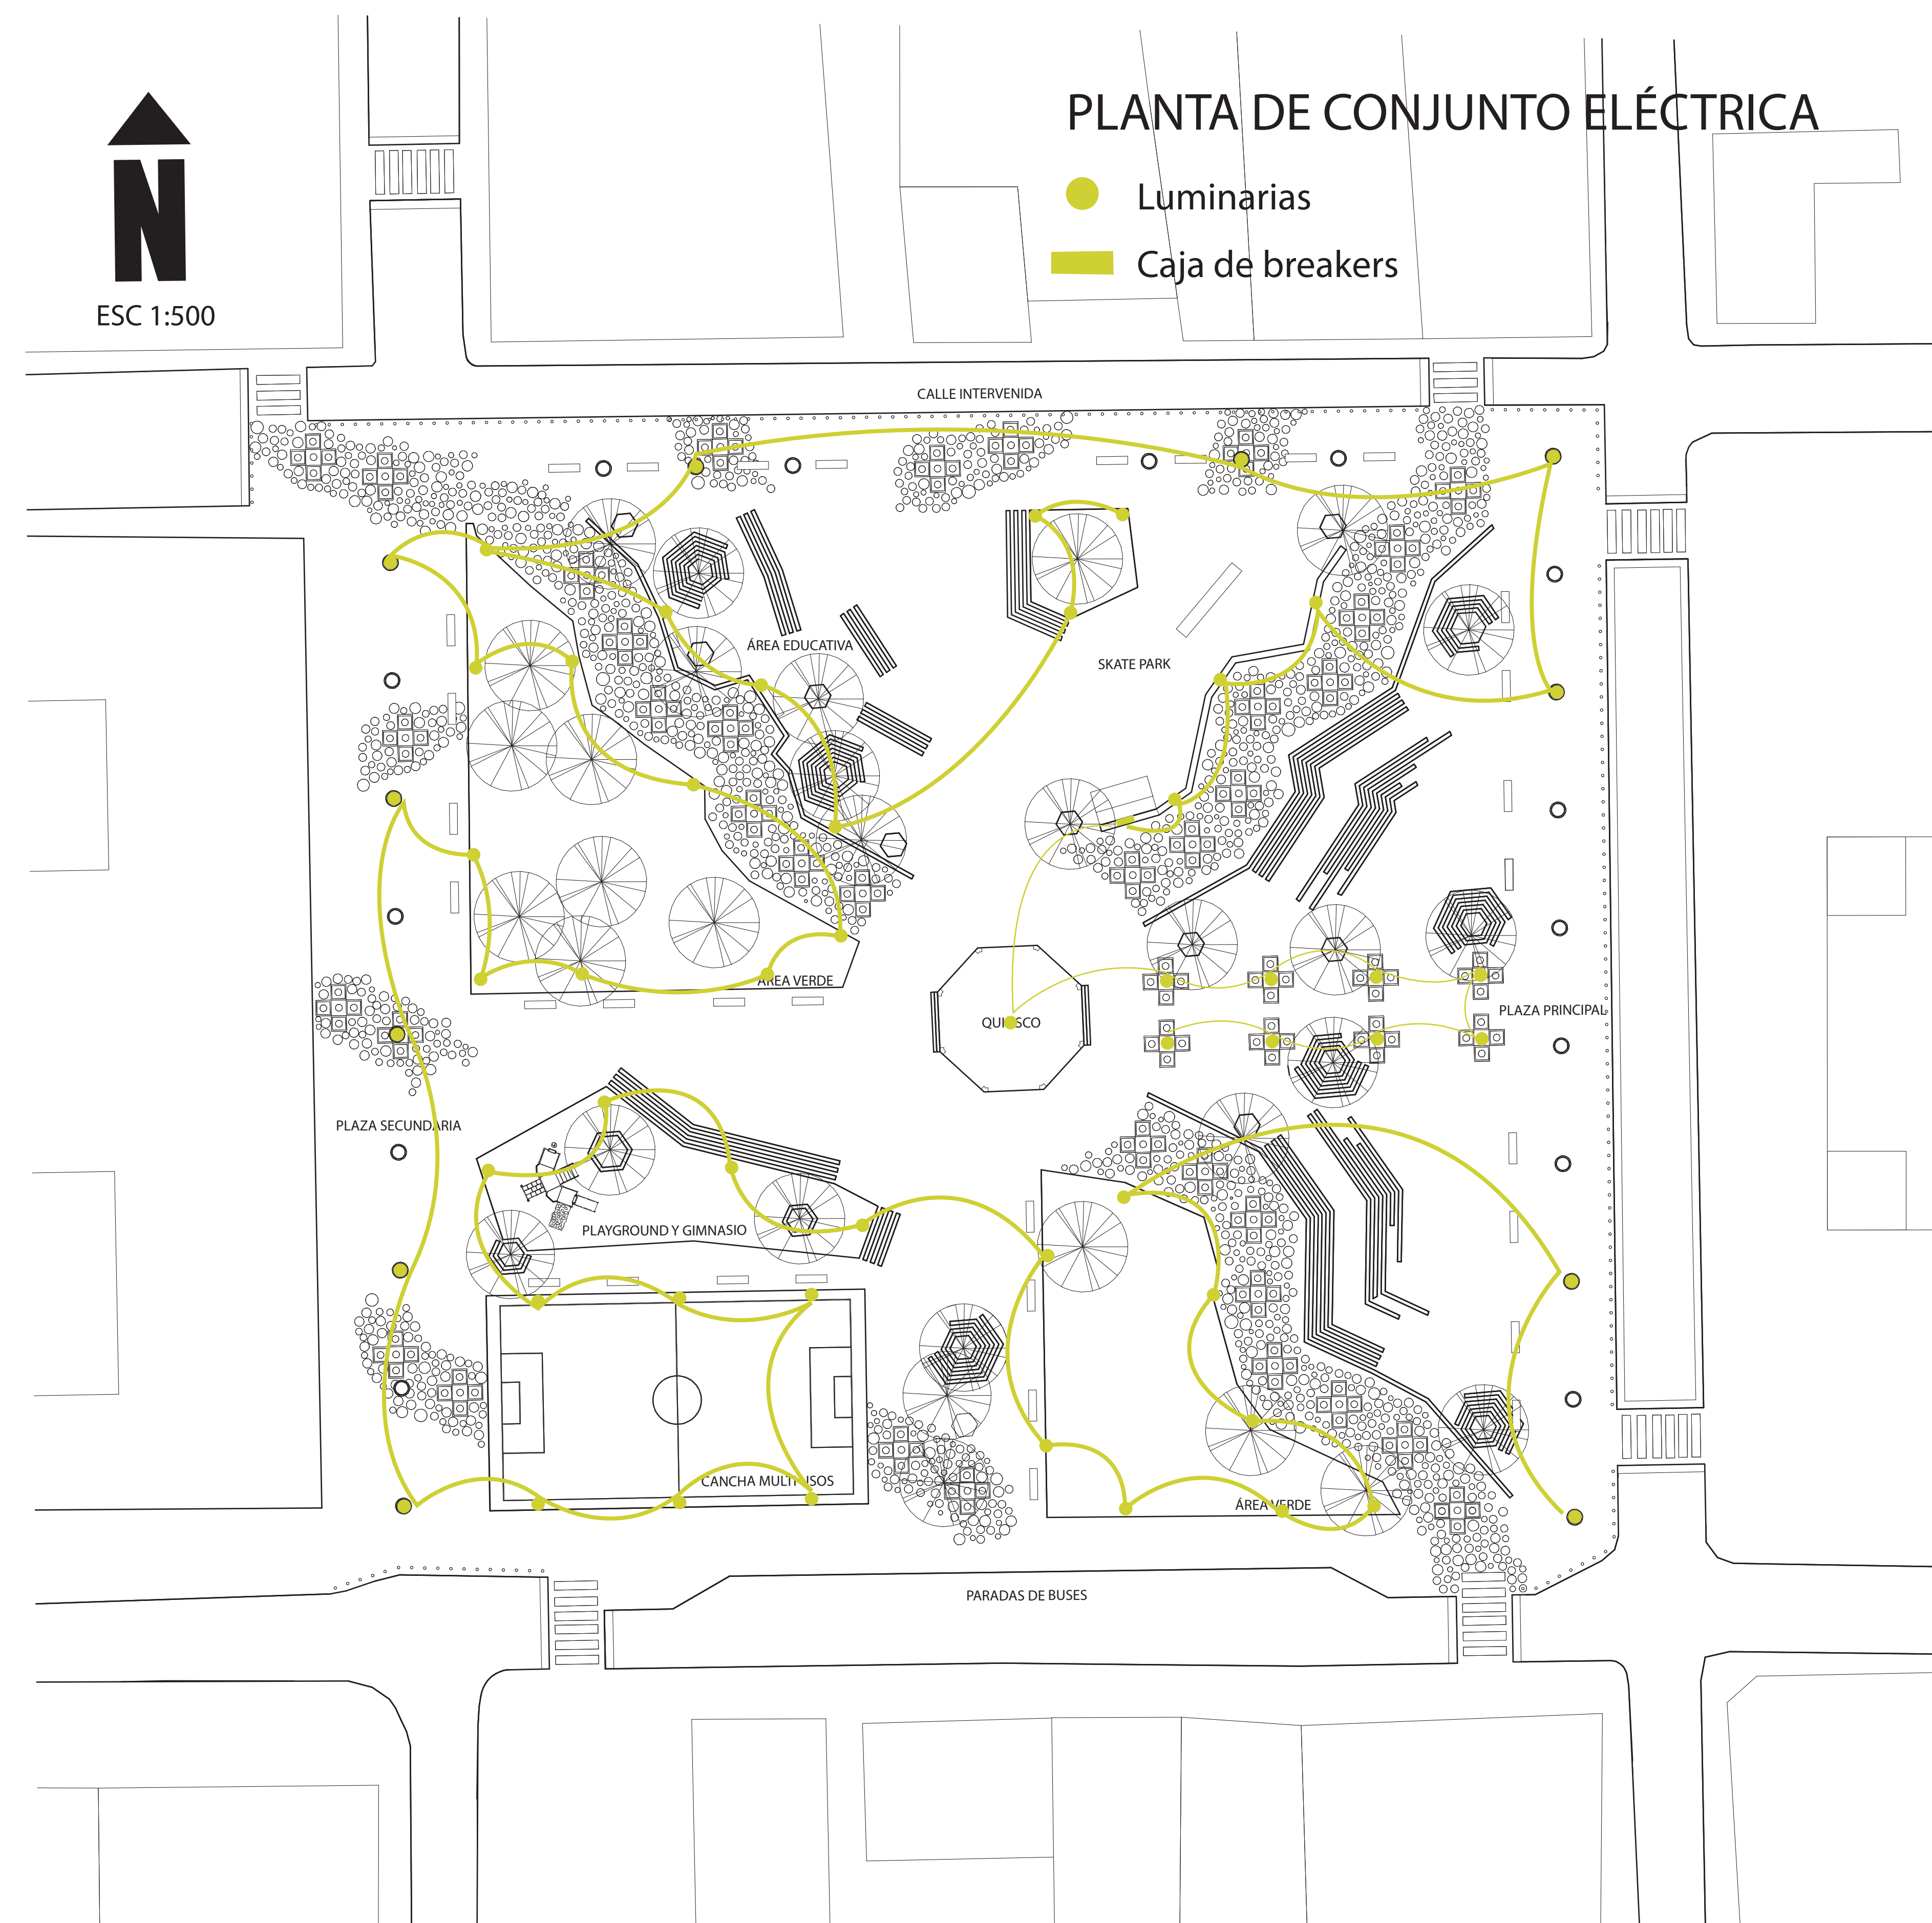 PLANTA DE CONJUNTO ELÉCTRICA
Luminarias
Caja de breakers
N
ESC 1:500
CALLE INTERVENIDA
ÁREA EDUCATIVA
SKATE PARK
ÁREA VERDE
QUIOSCO
PLAZA PRINCIPAL
PLAZA SECUNDARIA
PLAYGROUND Y GIMNASIO
CANCHA MULTIUSOS
ÁREA VERDE
PARADAS DE BUSES